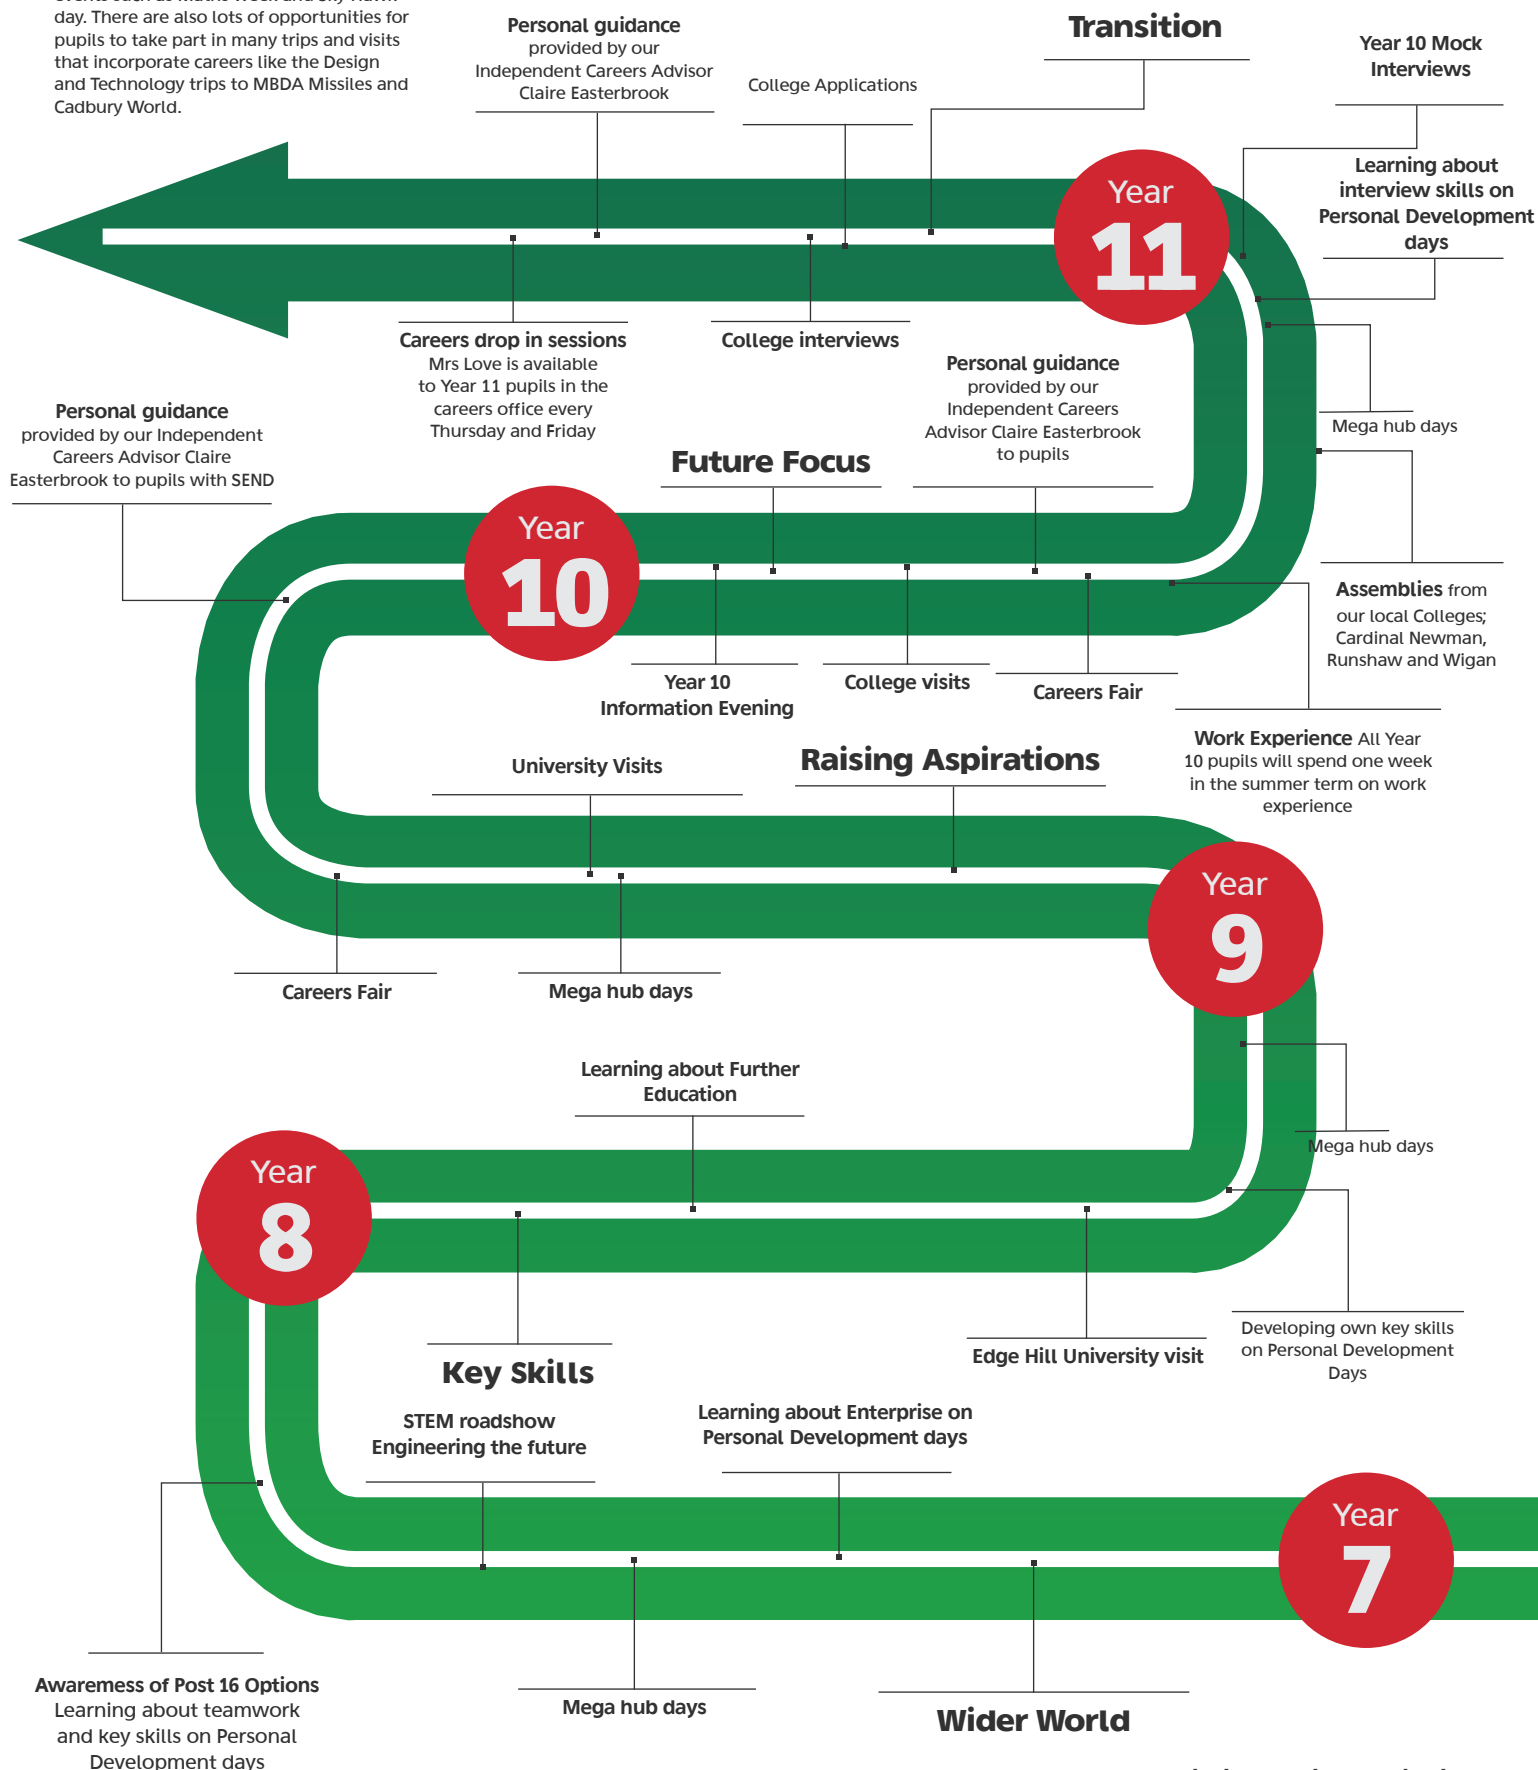 day. There are also lots of opportunities for
pupils to take part in many trips and visits
that incorporate careers like the Design
and Technology trips to MBDA Missiles and
Cadbury World.
Personal guidance
provided by our
Independent Careers Advisor
Claire Easterbrook
College Applications
Transition
Year 10 Mock
Interviews
Learning about
interview skills on
Personal Development
days
Year
11
Careers drop in sessions
Mrs Love is available
to Year 11 pupils in the
careers office every
Thursday and Friday
College interviews
Personal guidance
provided by our
Independent Careers
Advisor Claire Easterbrook
to pupils
Mega hub days
Personal guidance
provided by our Independent
Careers Advisor Claire
Easterbrook to pupils with SEND
Future Focus
Year
10
Assemblies from
our local Colleges;
Cardinal Newman,
Runshaw and Wigan
Year 10
Information Evening
College visits
Careers Fair
Work Experience All Year
10 pupils will spend one week
in the summer term on work
experience
University Visits
Raising Aspirations
Year
9
Careers Fair
Mega hub days
Learning about Further
Education
Mega hub days
Year
8
Key Skills
Edge Hill University visit
Developing own key skills
on Personal Development
Days
STEM roadshow
Engineering the future
Learning about Enterprise on
Personal Development days
Year
7
Awaremess of Post 16 Options
Learning about teamwork
and key skills on Personal
Development days
Mega hub days
Wider World